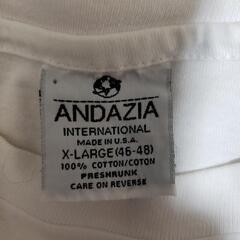 ANDAZIA
INTERNATIONAL
MADE IN U.S.A.
X-LARGE (46-48)
100% COTTON/COTON
PRESHRUNK
CARE ON REVERSE